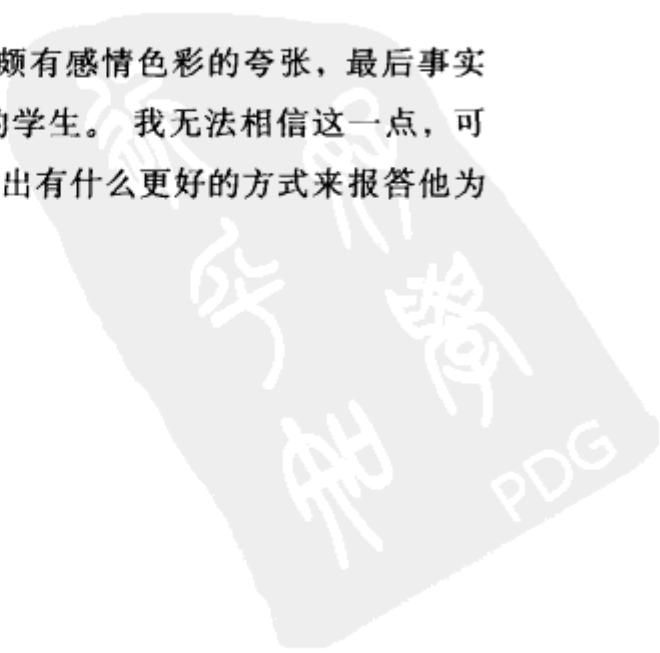 颇有感情色彩的夸张，最后事实
的学生。 我无法相信这一点，可
出有什么更好的方式来报答他为
PDG